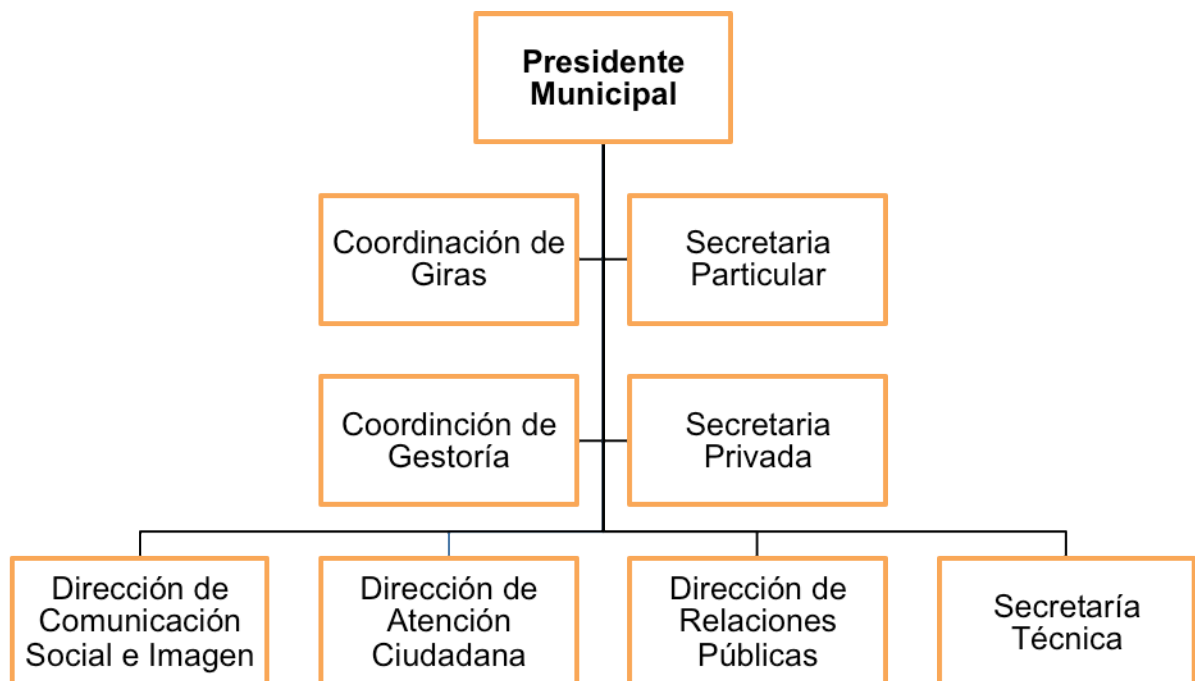 Presidente
Municipal
Coordinación de
Giras
Secretaria
Particular
Coordinción de
Gestoría
Secretaria
Privada
Dirección de
Comunicación
Social e Imagen
Dirección de
Atención
Ciudadana
Dirección de
Relaciones
Públicas
Secretaría
Técnica